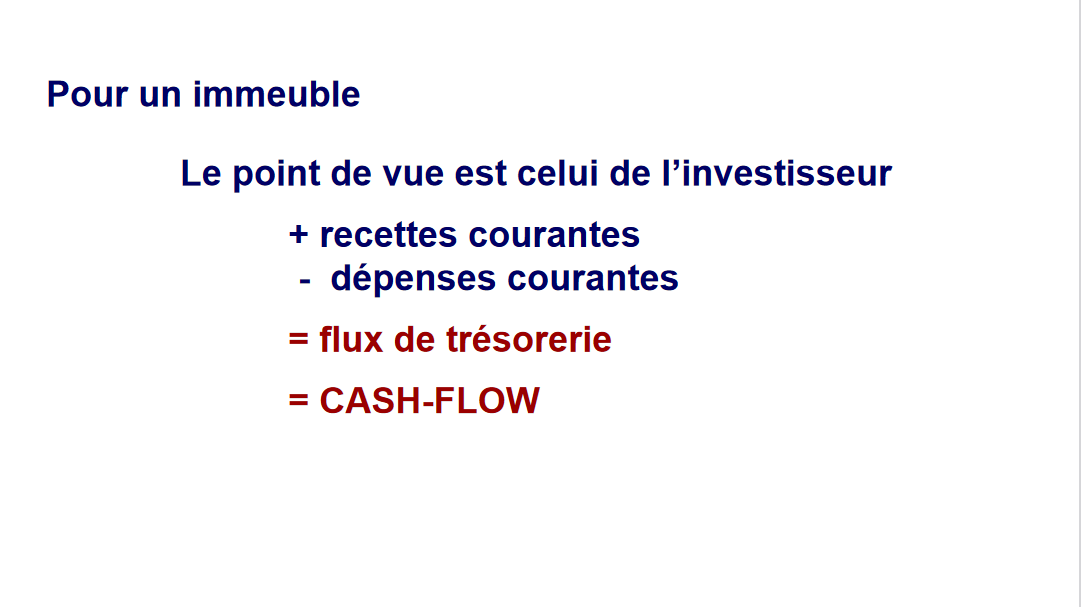 Pour un immeuble
Le point de vue est celui de l’investisseur
+ recettes courantes
- dépenses courantes
= flux de trésorerie
= CASH-FLOW